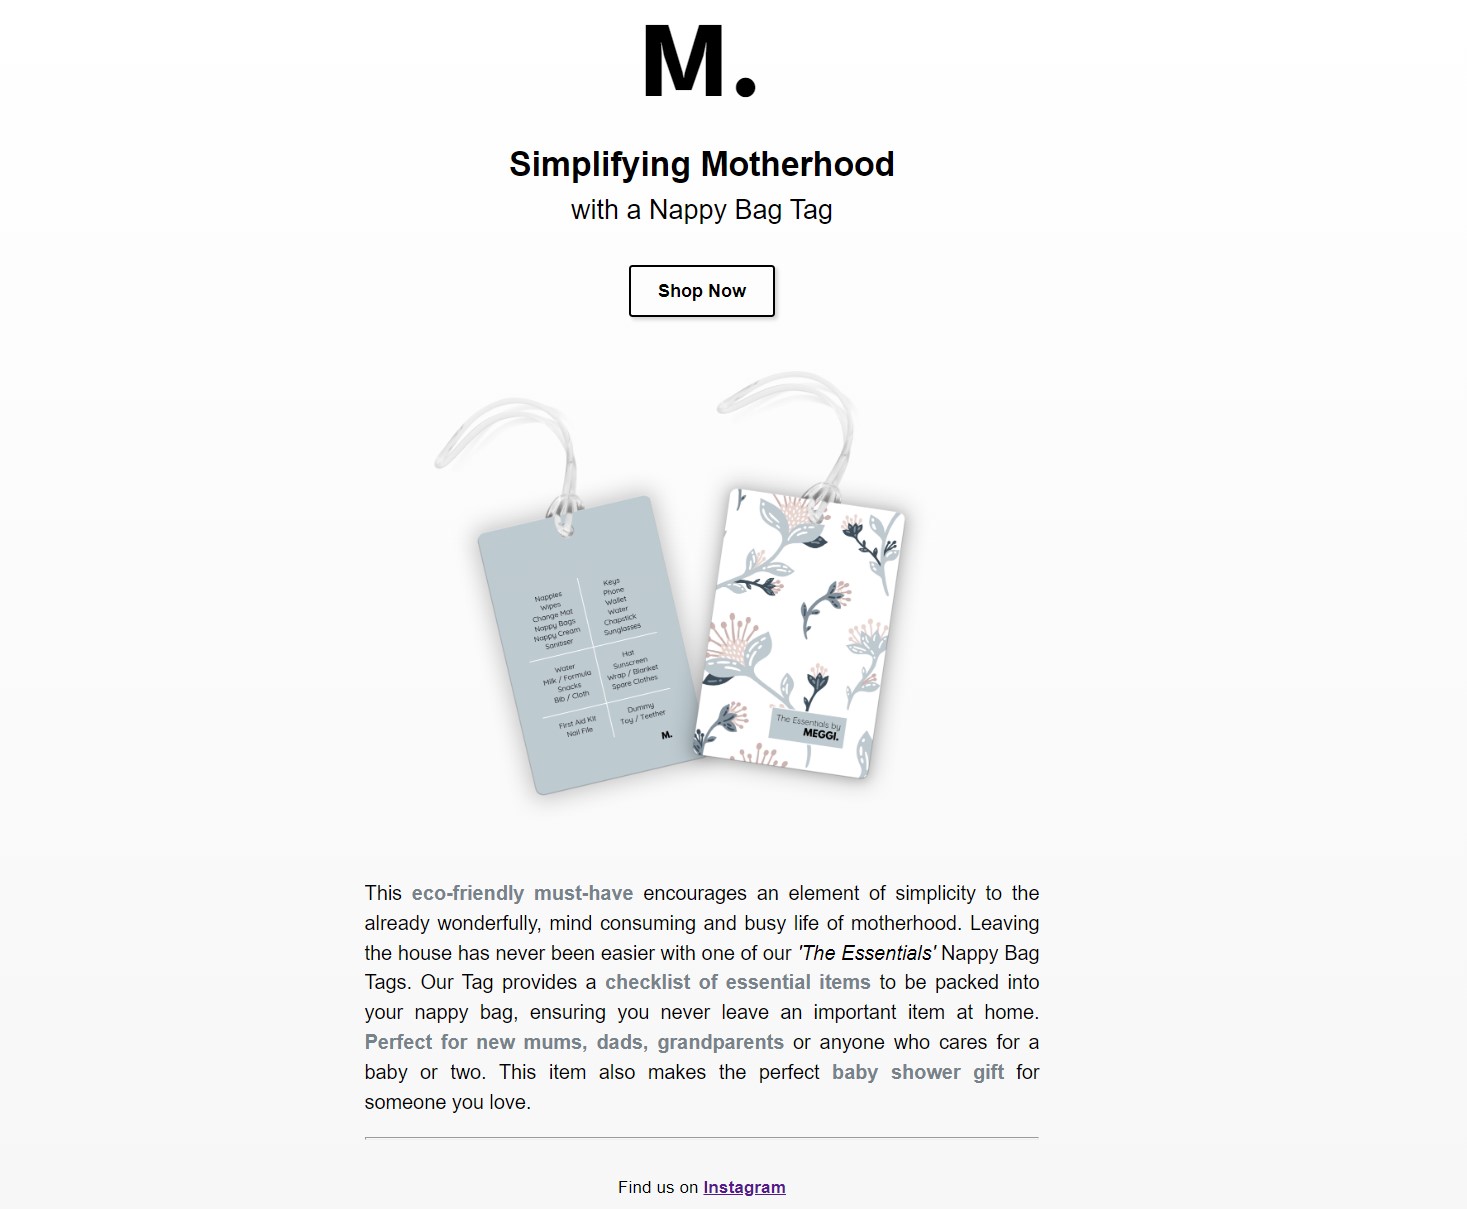 M.
Simplifying Motherhood
with a Nappy Bag Tag
Shop Now
Nappies
Wipes
Change Mat
Nappy Bags
Nappy Cream
Sanitiser
Keys
Phone
Wallet
Water
Chapstick
Sunglasses
Water
Milk / Formula
Snacks
Bib / Cloth
Hat
Sunscreen
Wrap / Blanket
Spare Clothes
First Aid Kit
Nail File
Dummy
Toy / Teether
M.
The Essentials by
MEGGI.
This eco-friendly must-have encourages an element of simplicity to the
already wonderfully, mind consuming and busy life of motherhood. Leaving
the house has never been easier with one of our 'The Essentials' Nappy Bag
Tags. Our Tag provides a checklist of essential items to be packed into
your nappy bag, ensuring you never leave an important item at home.
Perfect for new mums, dads, grandparents or anyone who cares for a
baby or two. This item also makes the perfect baby shower gift for
someone you love.
Find us on Instagram